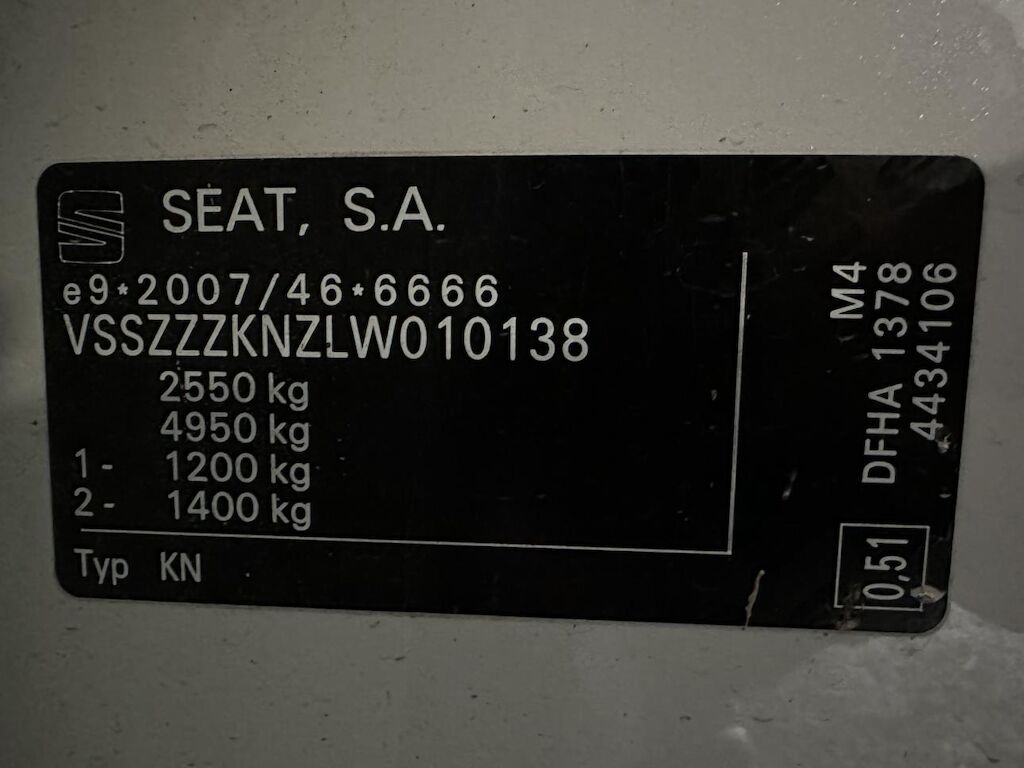 SEAT, S.A.
e9*2007/46*6666
VSSZZZKNZLW010138
2550 kg
4950 kg
1- 1200 kg
2- 1400 kg
Typ KN
M4
DFHA 1378
4434106
0,51